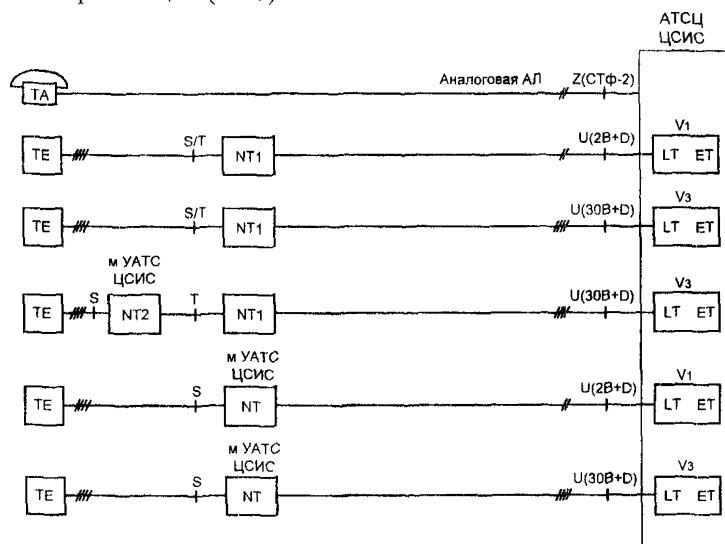 АТСЦ
ЦСИС
ТА
Аналоговая АЛ Z(СТф-2)
TE S/T NT1 U(2B+D) V1 LT ET
TE S/T NT1 U(30B+D) V3 LT ET
м УАТС
ЦСИС
TE S NT2 T NT1 U(30B+D) V3 LT ET
м УАТС
ЦСИС
TE S NT U(2B+D) V1 LT ET
м УАТС
ЦСИС
TE S NT U(30B+D) V3 LT ET